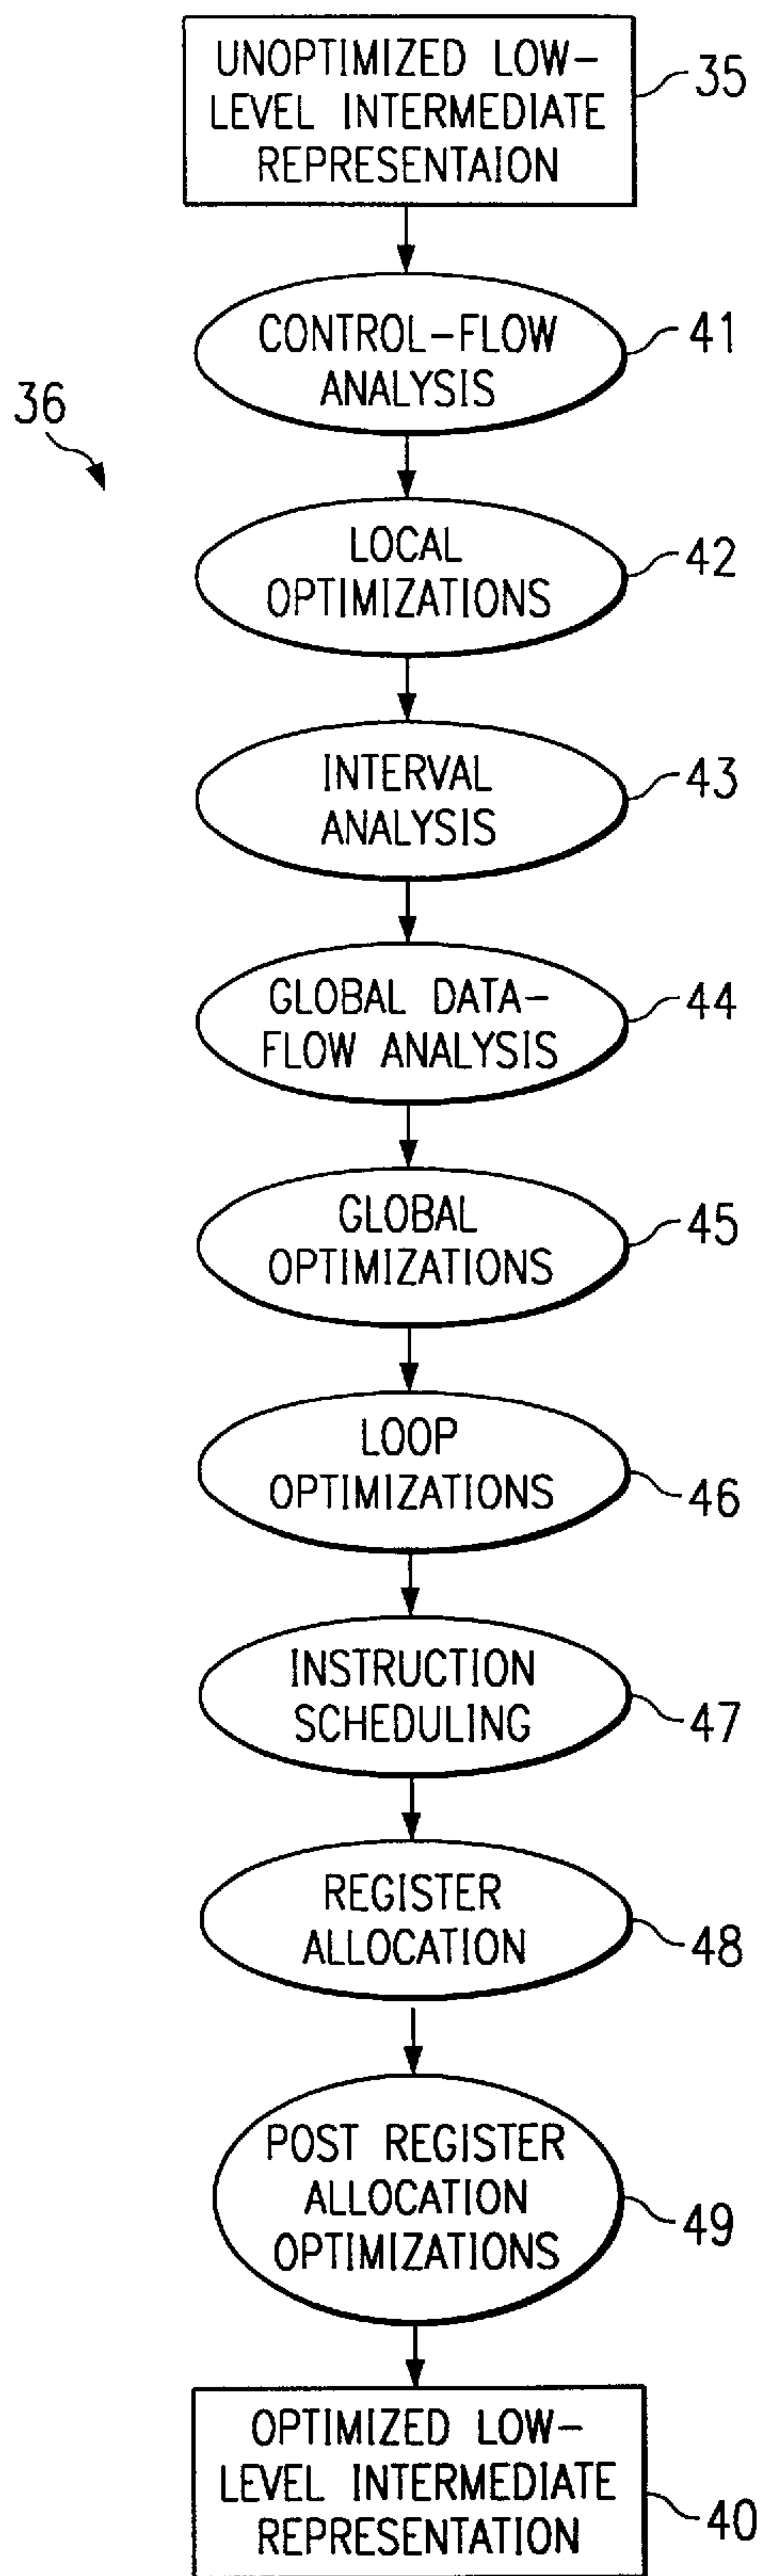 UNOPTIMIZED LOW-
LEVEL INTERMEDIATE
REPRESENTAION
35
CONTROL-FLOW
ANALYSIS
41
36
LOCAL
OPTIMIZATIONS
42
INTERVAL
ANALYSIS
43
GLOBAL DATA-
FLOW ANALYSIS
44
GLOBAL
OPTIMIZATIONS
45
LOOP
OPTIMIZATIONS
46
INSTRUCTION
SCHEDULING
47
REGISTER
ALLOCATION
48
POST REGISTER
ALLOCATION
OPTIMIZATIONS
49
OPTIMIZED LOW-
LEVEL INTERMEDIATE
REPRESENTATION
40